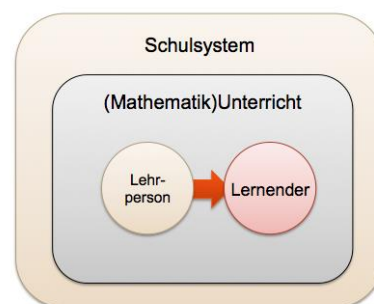 Schulsystem
(Mathematik)Unterricht
Lehr-
person
Lernender